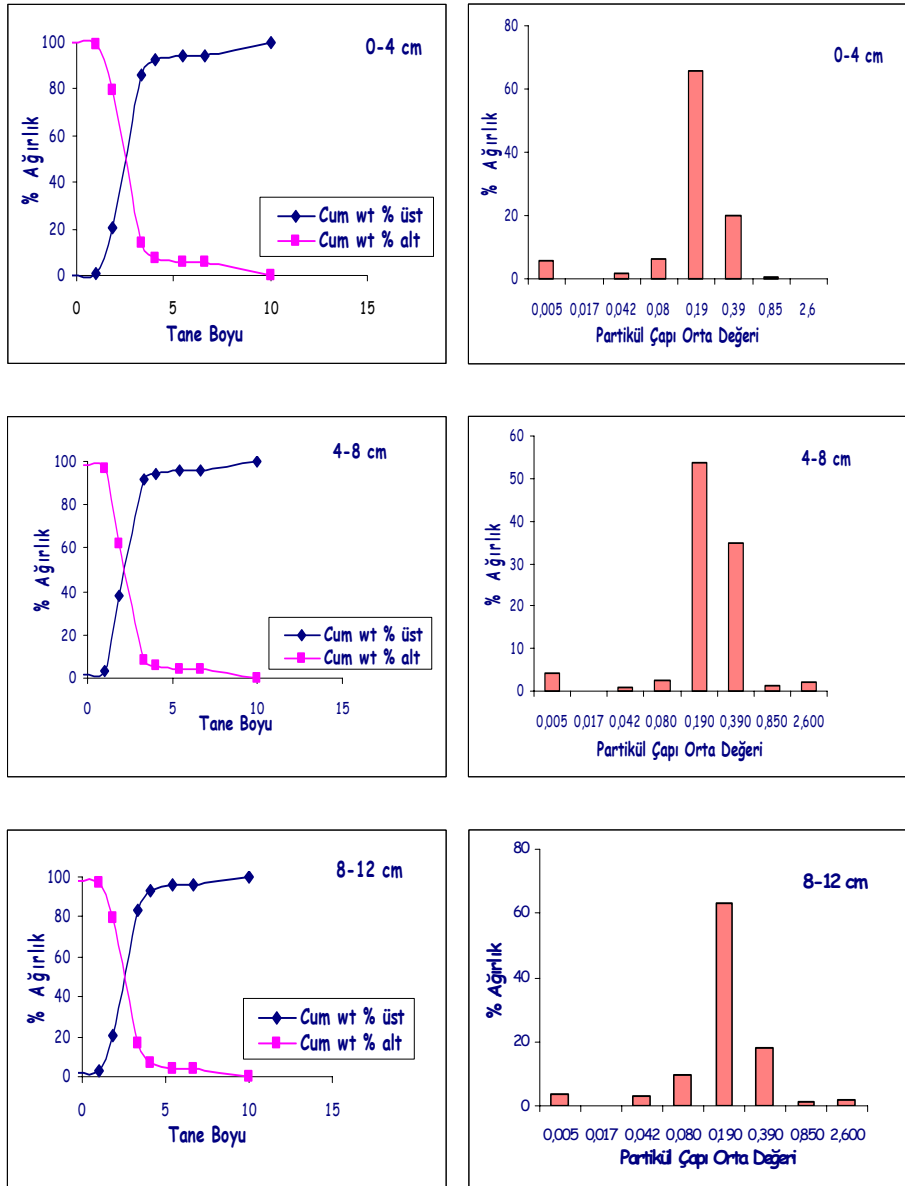 0-4 cm
% Ağırlık
100
80
60
40
20
0
Cum wt % üst
Cum wt % alt
0 5 10 15
Tane Boyu
0-4 cm
% Ağırlık
80
60
40
20
0
0,005 0,017 0,042 0,08 0,19 0,39 0,85 2,6
Partikül Çapı Orta Değeri
4-8 cm
% Ağırlık
100
80
60
40
20
0
Cum wt % üst
Cum wt % alt
0 5 10 15
Tane Boyu
4-8 cm
% Ağırlık
60
50
40
30
20
10
0
0,005 0,017 0,042 0,080 0,190 0,390 0,850 2,600
Partikül Çapı Orta Değeri
8-12 cm
% Ağırlık
100
80
60
40
20
0
Cum wt % üst
Cum wt % alt
0 5 10 15
Tane Boyu
8-12 cm
% Ağırlık
80
60
40
20
0
0,005 0,017 0,042 0,080 0,190 0,390 0,850 2,600
Partikül Çapı Orta Değeri